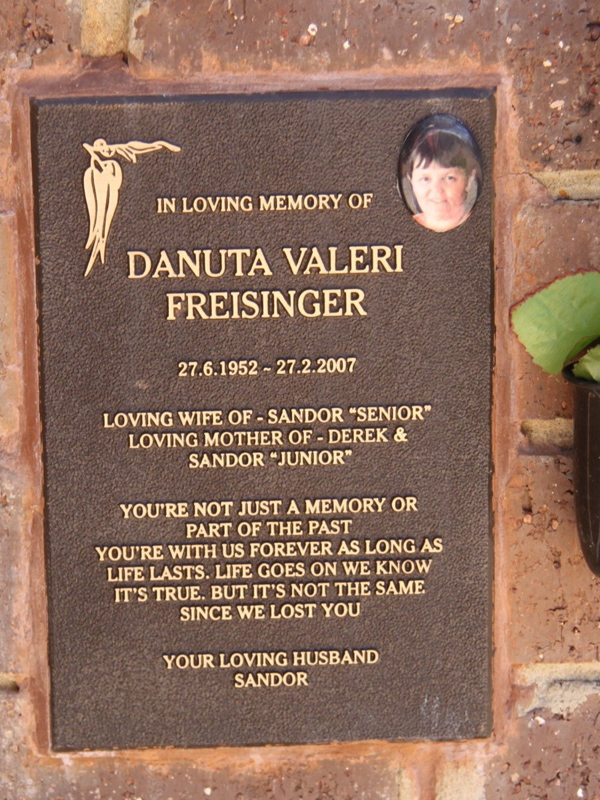 IN LOVING MEMORY OF
DANUTA VALERI
FREISINGER
27.6.1952 ~ 27.2.2007
LOVING WIFE OF - SANDOR "SENIOR"
LOVING MOTHER OF - DEREK &
SANDOR "JUNIOR"
YOU'RE NOT JUST A MEMORY OR
PART OF THE PAST
YOU'RE WITH US FOREVER AS LONG AS
LIFE LASTS. LIFE GOES ON WE KNOW
IT'S TRUE. BUT IT'S NOT THE SAME
SINCE WE LOST YOU
YOUR LOVING HUSBAND
SANDOR